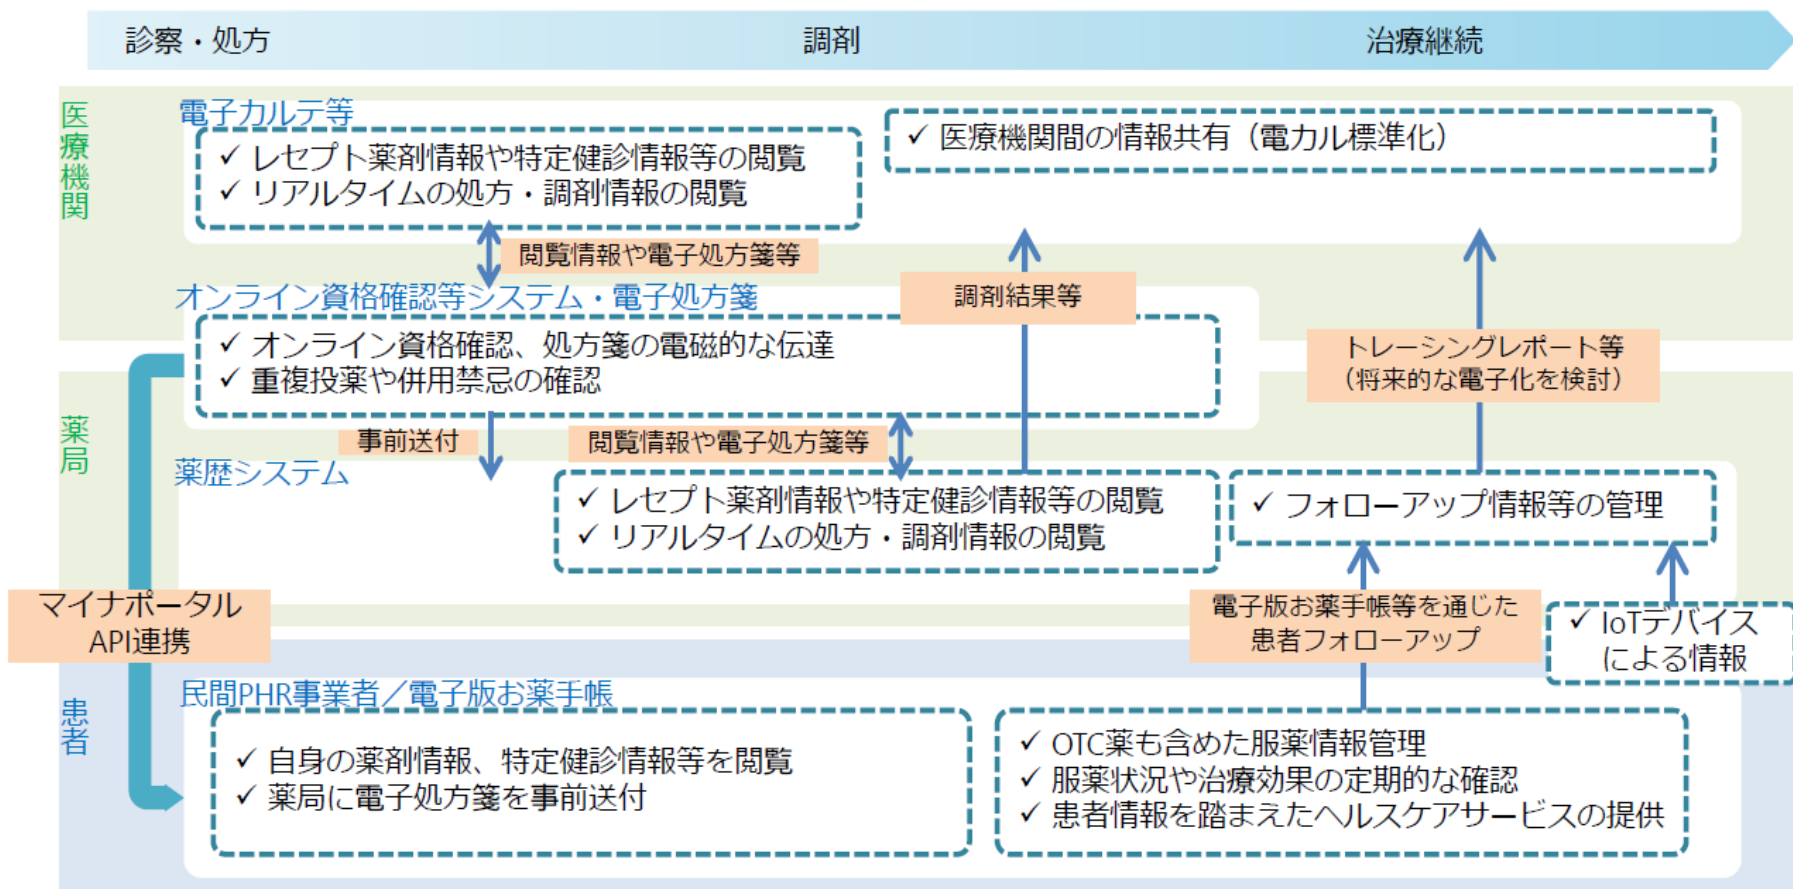 診察・処方
調剤
治療継続
医療機関
電子カルテ等
✓ レセプト薬剤情報や特定健診情報等の閲覧
✓ リアルタイムの処方・調剤情報の閲覧
✓ 医療機関間の情報共有（電カル標準化）
閲覧情報や電子処方箋等
オンライン資格確認等システム・電子処方箋
調剤結果等
✓ オンライン資格確認、処方箋の電磁的な伝達
✓ 重複投薬や併用禁忌の確認
トレーシングレポート等
（将来的な電子化を検討）
薬局
事前送付
閲覧情報や電子処方箋等
薬歴システム
✓ レセプト薬剤情報や特定健診情報等の閲覧
✓ リアルタイムの処方・調剤情報の閲覧
✓ フォローアップ情報等の管理
マイナポータル
API連携
電子版お薬手帳等を通じた
患者フォローアップ
✓ IoTデバイス
による情報
患者
民間PHR事業者／電子版お薬手帳
✓ 自身の薬剤情報、特定健診情報等を閲覧
✓ 薬局に電子処方箋を事前送付
✓ OTC薬も含めた服薬情報管理
✓ 服薬状況や治療効果の定期的な確認
✓ 患者情報を踏まえたヘルスケアサービスの提供